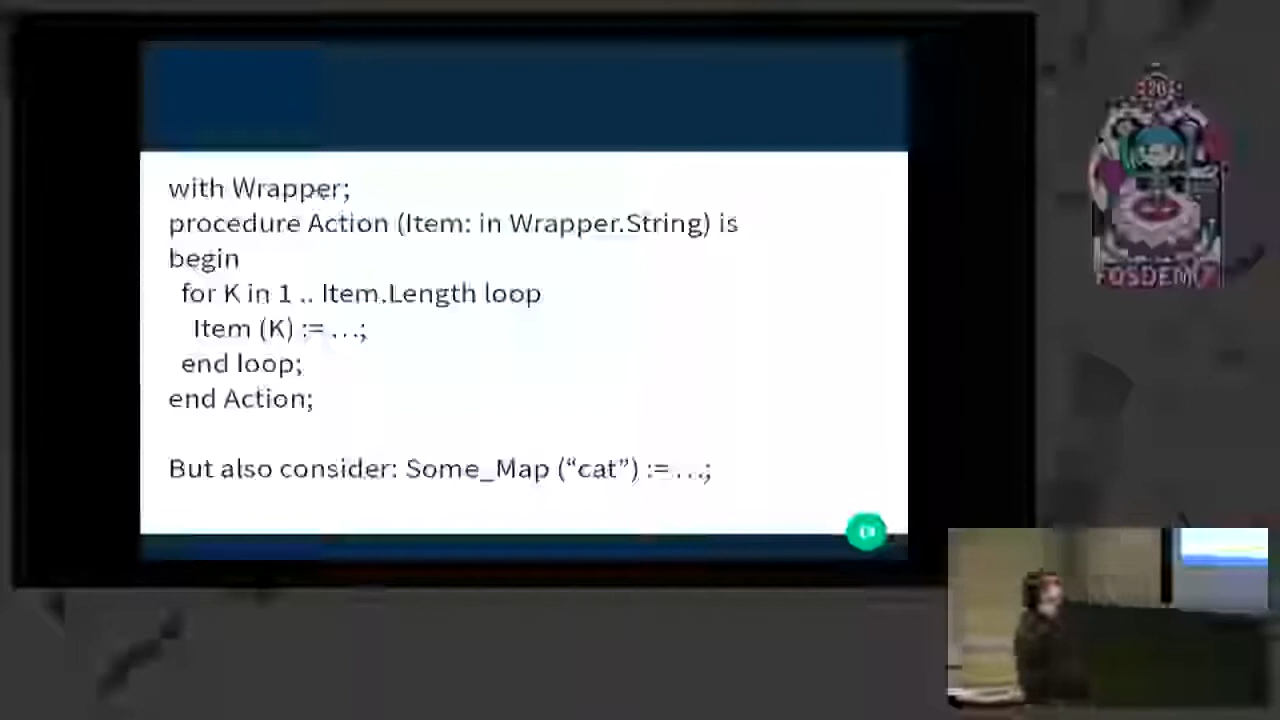 with Wrapper;
procedure Action (Item: in Wrapper.String) is
begin
for K in 1 .. Item.Length loop
Item (K) := ...;
end loop;
end Action;
But also consider: Some_Map (“cat”) := ...;
FOSDEM